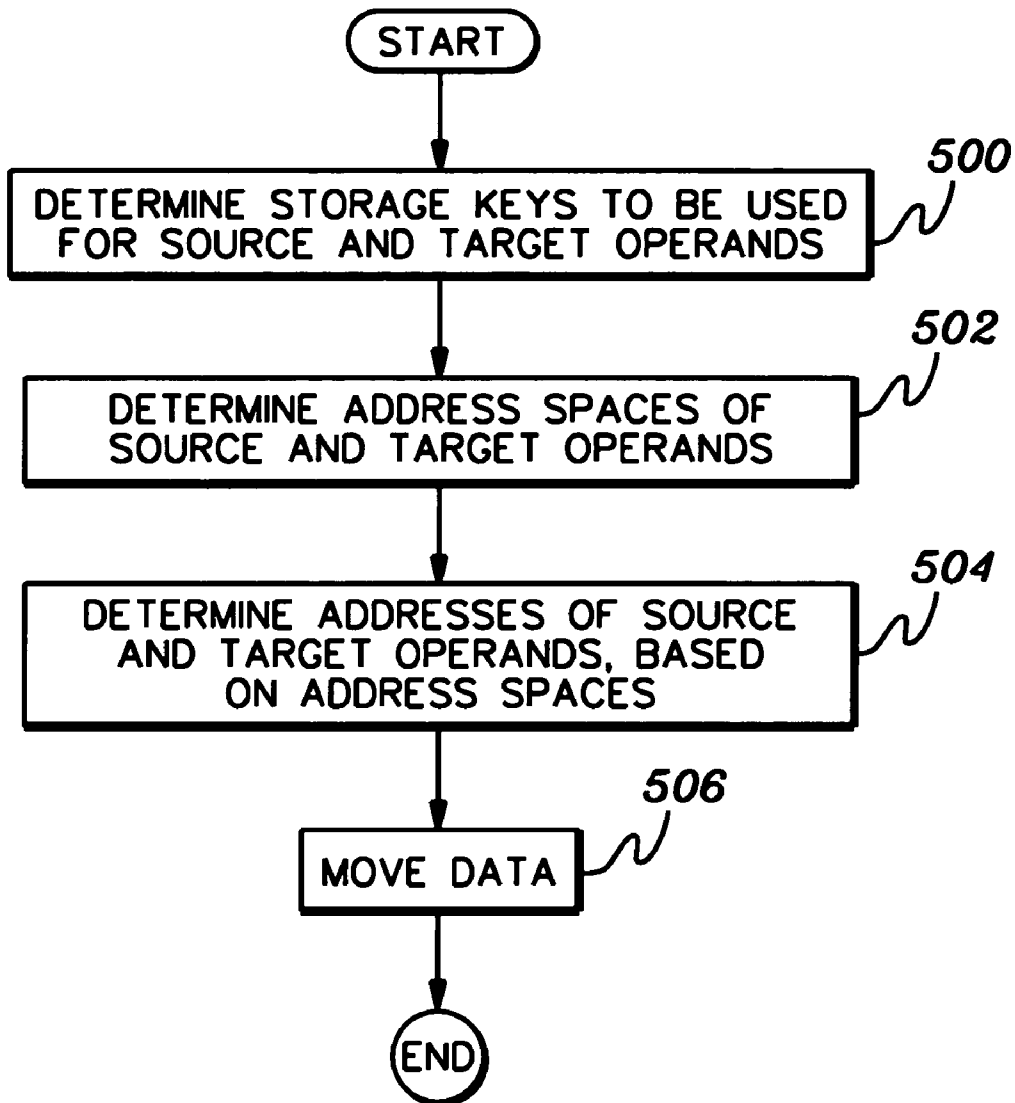 START
500
DETERMINE STORAGE KEYS TO BE USED
FOR SOURCE AND TARGET OPERANDS
502
DETERMINE ADDRESS SPACES OF
SOURCE AND TARGET OPERANDS
504
DETERMINE ADDRESSES OF SOURCE
AND TARGET OPERANDS, BASED
ON ADDRESS SPACES
506
MOVE DATA
END